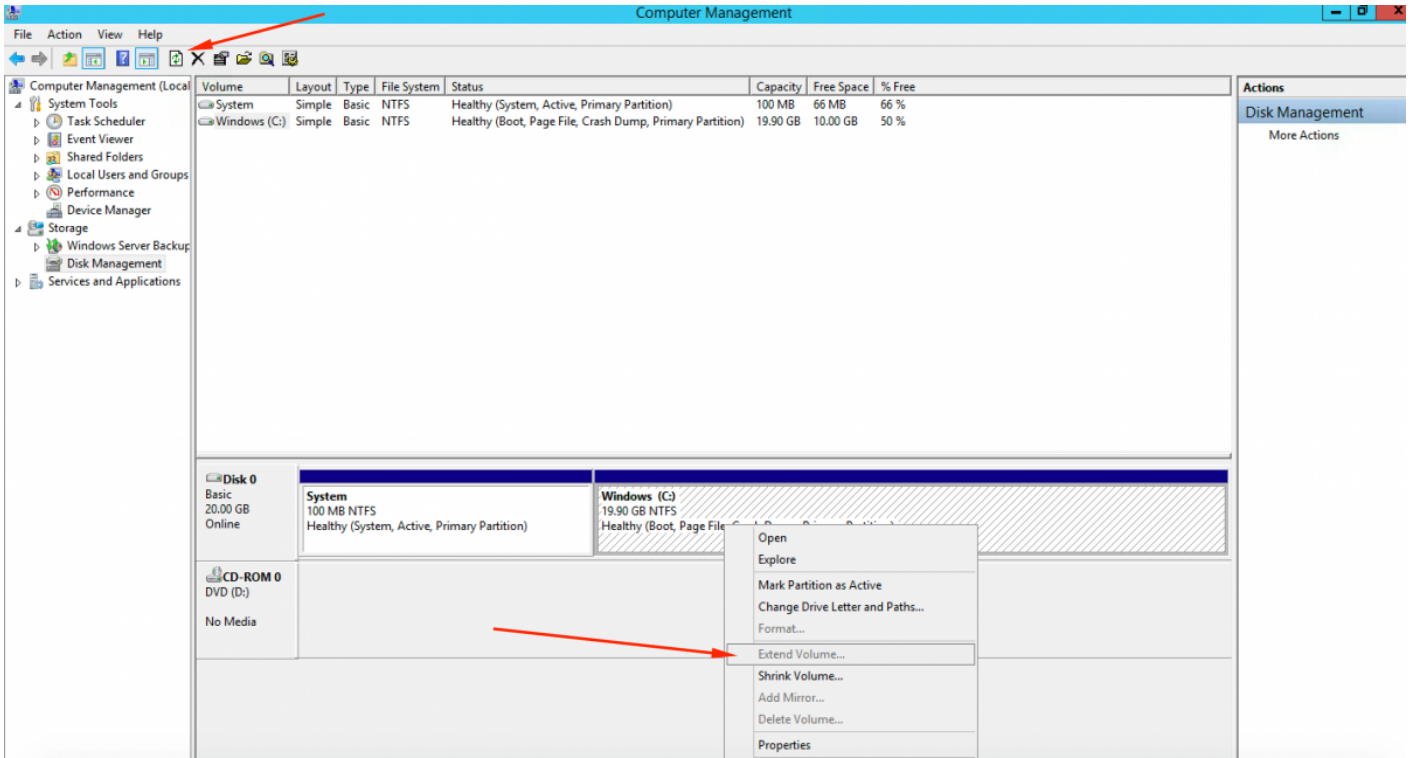 Computer Management
File Action View Help
Computer Management (Local
System Tools
Task Scheduler
Event Viewer
Shared Folders
Local Users and Groups
Performance
Device Manager
Storage
Windows Server Backup
Disk Management
Services and Applications
Volume Layout Type File System Status Capacity Free Space % Free
System Simple Basic NTFS Healthy (System, Active, Primary Partition) 100 MB 66 MB 66 %
Windows (C:) Simple Basic NTFS Healthy (Boot, Page File, Crash Dump, Primary Partition) 19.90 GB 10.00 GB 50 %
Actions
Disk Management
More Actions
Disk 0
Basic
20.00 GB
Online
System
100 MB NTFS
Healthy (System, Active, Primary Partition)
Windows (C:)
19.90 GB NTFS
Healthy (Boot, Page File,
CD-ROM 0
DVD (D:)
No Media
Open
Explore
Mark Partition as Active
Change Drive Letter and Paths...
Format...
Extend Volume...
Shrink Volume...
Add Mirror...
Delete Volume...
Properties